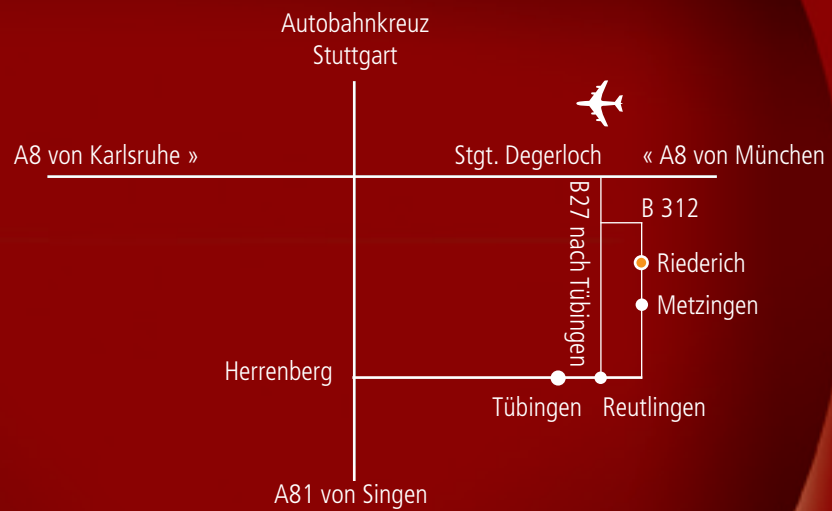 Autobahnkreuz
Stuttgart
A8 von Karlsruhe »
Stgt. Degerloch
« A8 von München
B27 nach Tübingen
B 312
Riederich
Metzingen
Herrenberg
Tübingen
Reutlingen
A81 von Singen